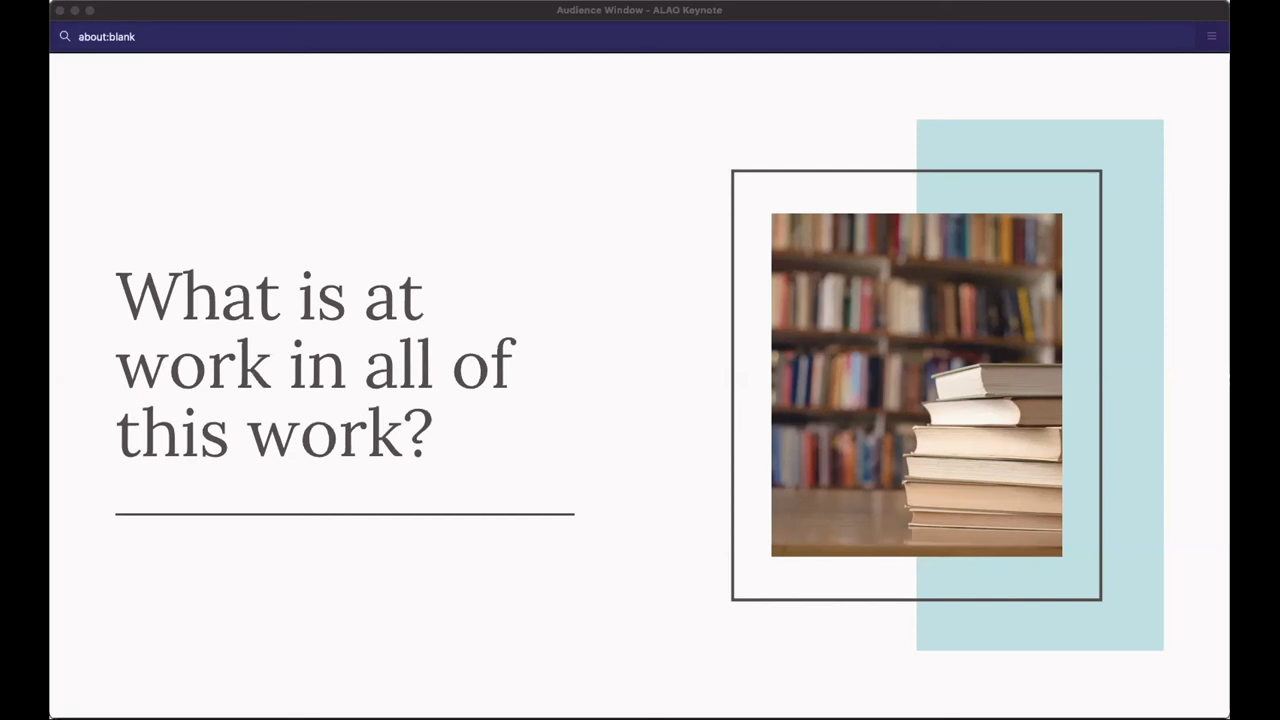 Audience Window - ALAO Keynote
about:blank
What is at
work in all of
this work?